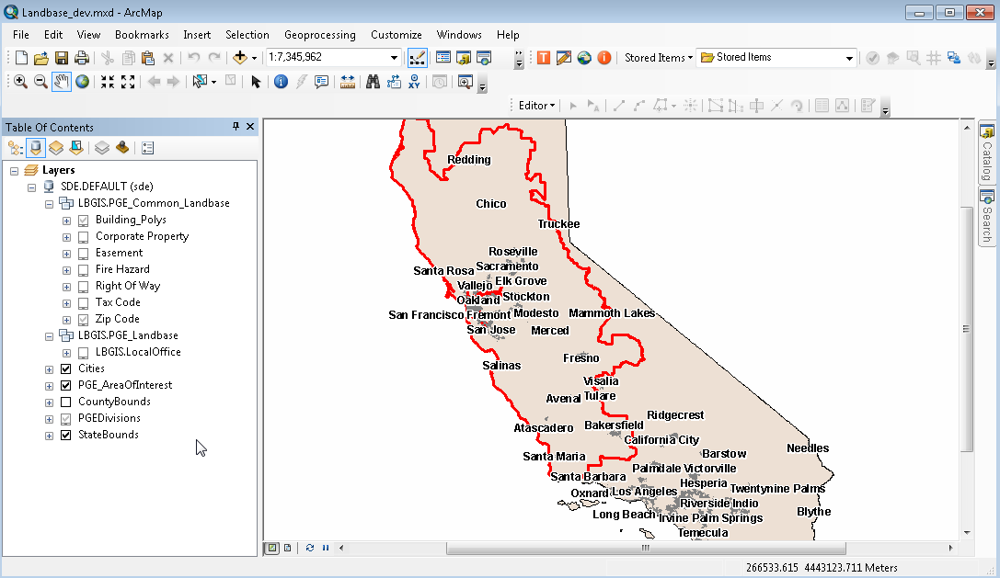 Landbase_dev.mxd - ArcMap
File Edit View Bookmarks Insert Selection Geoprocessing Customize Windows Help
1:7,345,962
T
Stored Items
Stored Items
XY
Editor
Table Of Contents
Layers
SDE.DEFAULT (sde)
LBGIS.PGE_Common_Landbase
Building_Polys
Corporate Property
Easement
Fire Hazard
Right Of Way
Tax Code
Zip Code
LBGIS.PGE_Landbase
LBGIS.LocalOffice
Cities
PGE_AreaOfInterest
CountyBounds
PGEDivisions
StateBounds
Redding
Chico
Truckee
Roseville
Santa Rosa
Sacramento
Vallejo
Elk Grove
Oakland
Stockton
San Francisco
Fremont
Modesto
Mammoth Lakes
San Jose
Merced
Fresno
Salinas
Visalia
Avenal
Tulare
Ridgecrest
Atascadero
Bakersfield
California City
Needles
Santa Maria
Barstow
Palmdale
Victorville
Santa Barbara
Hesperia
Twentynine Palms
Oxnard
Los Angeles
Riverside
Indio
Blythe
Long Beach
Irvine
Palm Springs
Temecula
Catalog
Search
266533.615 4443123.711 Meters